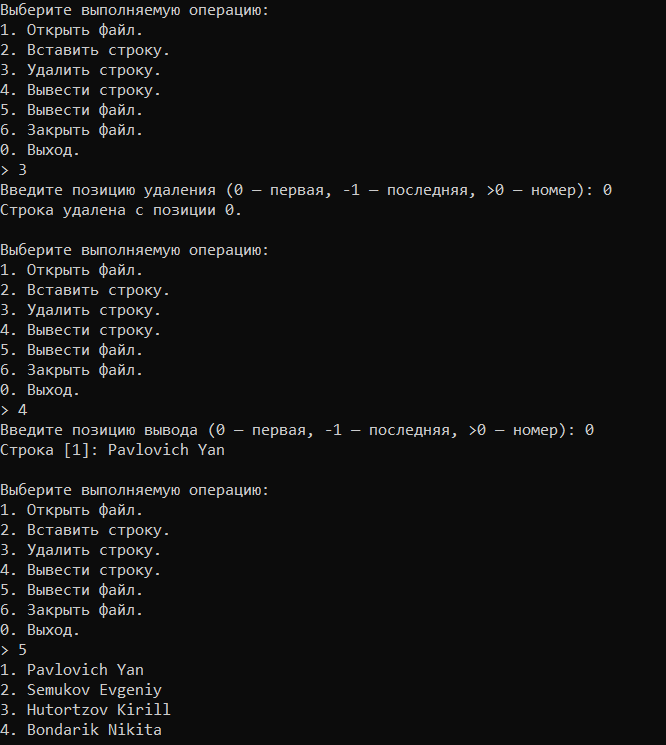 Выберите выполняемую операцию:
1. Открыть файл.
2. Вставить строку.
3. Удалить строку.
4. Вывести строку.
5. Вывести файл.
6. Закрыть файл.
0. Выход.
> 3
Введите позицию удаления (0 — первая, -1 — последняя, >0 — номер): 0
Строка удалена с позиции 0.
Выберите выполняемую операцию:
1. Открыть файл.
2. Вставить строку.
3. Удалить строку.
4. Вывести строку.
5. Вывести файл.
6. Закрыть файл.
0. Выход.
> 4
Введите позицию вывода (0 — первая, -1 — последняя, >0 — номер): 0
Строка [1]: Pavlovich Yan
Выберите выполняемую операцию:
1. Открыть файл.
2. Вставить строку.
3. Удалить строку.
4. Вывести строку.
5. Вывести файл.
6. Закрыть файл.
0. Выход.
> 5
1. Pavlovich Yan
2. Semukov Evgeniy
3. Hutortzov Kirill
4. Bondarik Nikita